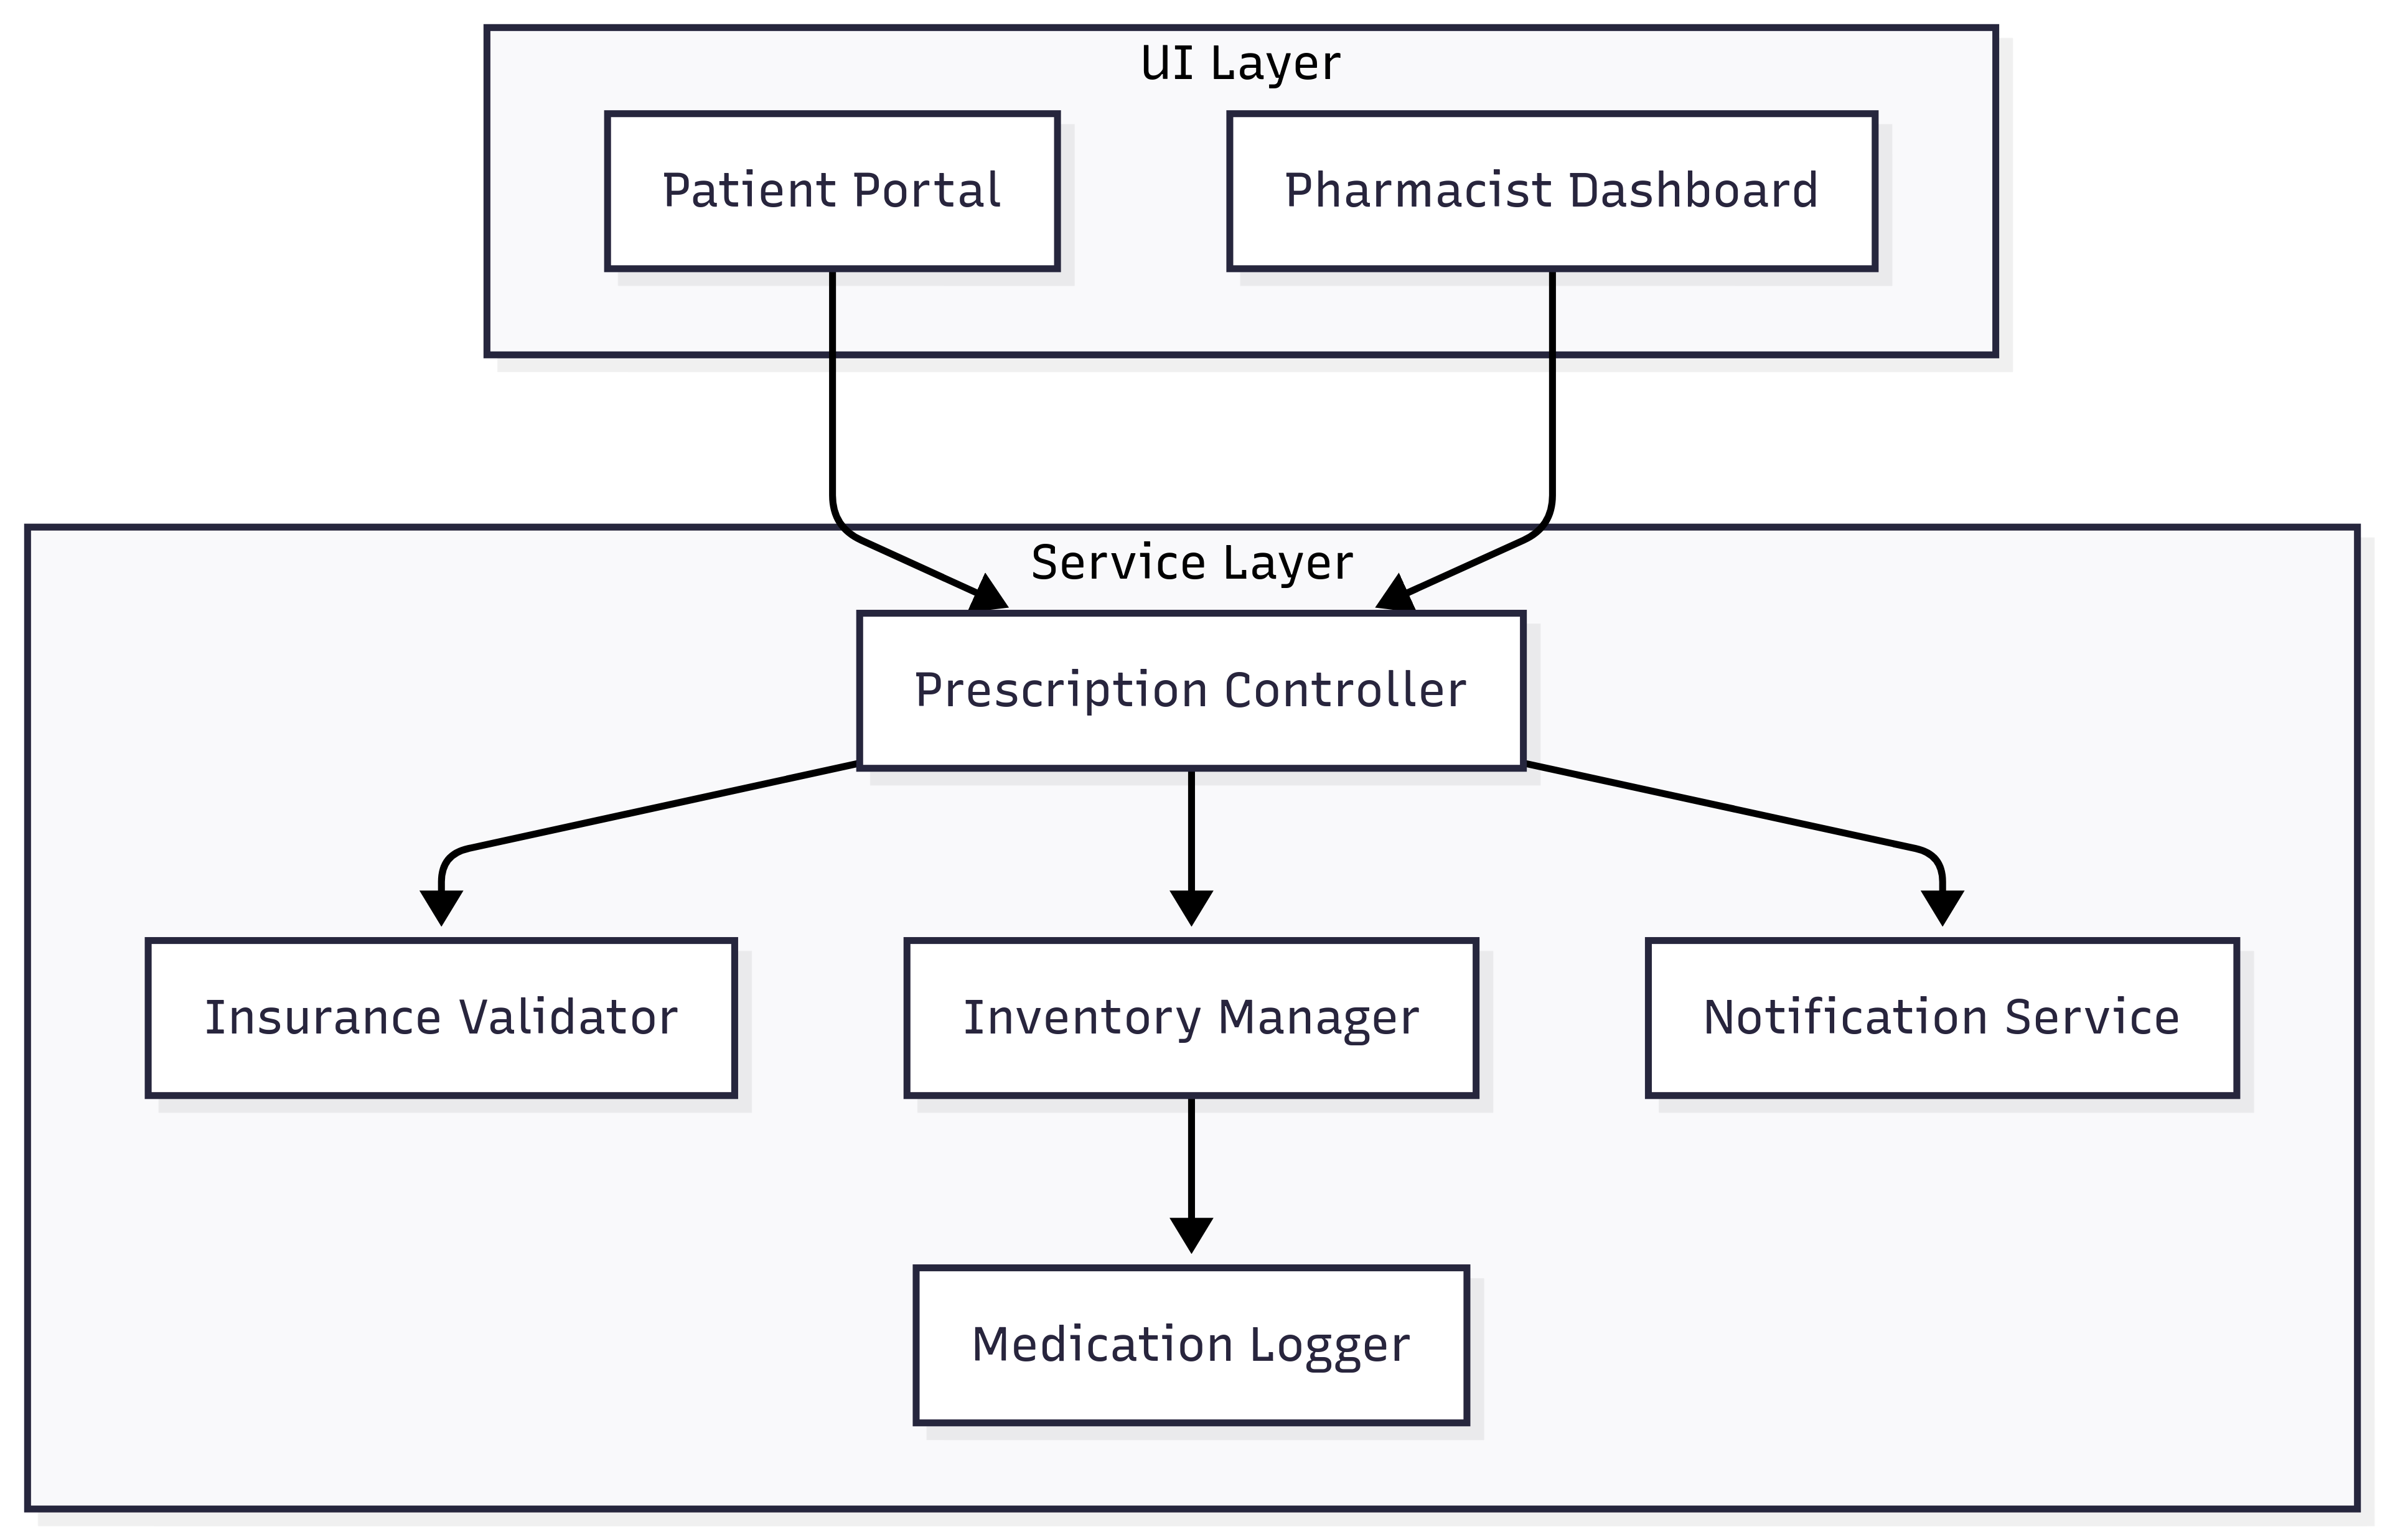 UI Layer
Patient Portal
Pharmacist Dashboard
Service Layer
Prescription Controller
Insurance Validator
Inventory Manager
Notification Service
Medication Logger